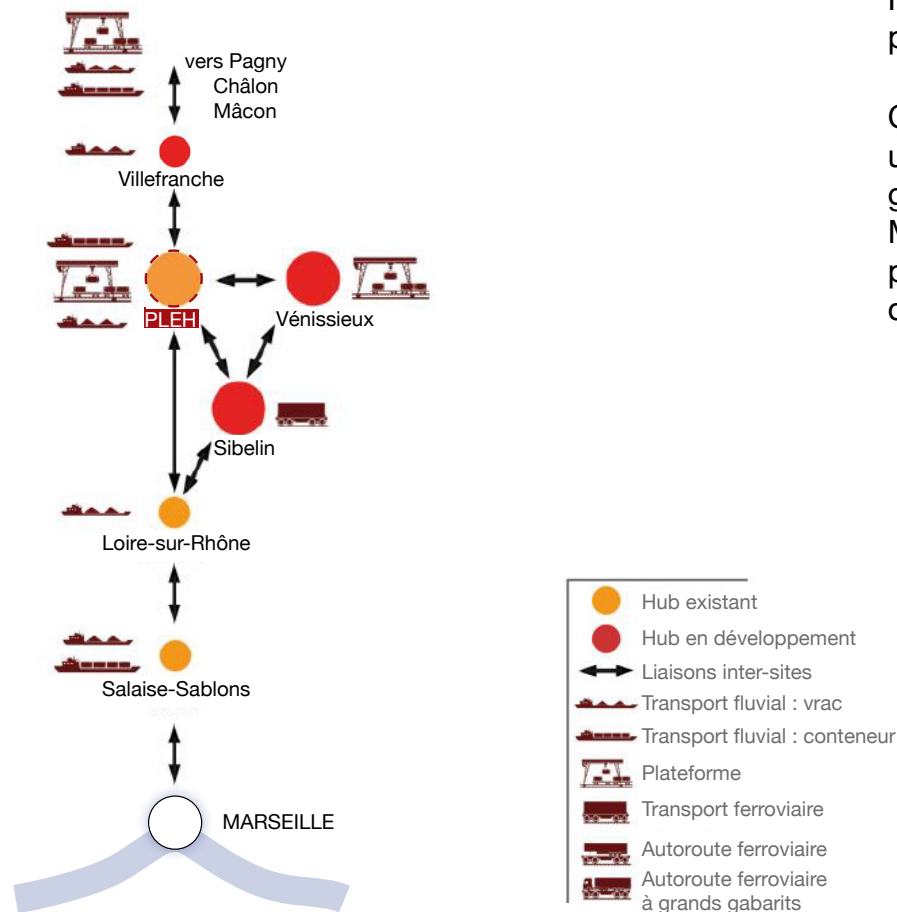 vers Pagny
Châlon
Mâcon
Villefranche
PLEH
Vénissieux
Sibelin
Loire-sur-Rhône
Salaise-Sablons
MARSEILLE
Hub existant
Hub en développement
Liaisons inter-sites
Transport fluvial : vrac
Transport fluvial : conteneur
Plateforme
Transport ferroviaire
Autoroute ferroviaire
Autoroute ferroviaire
à grands gabarits